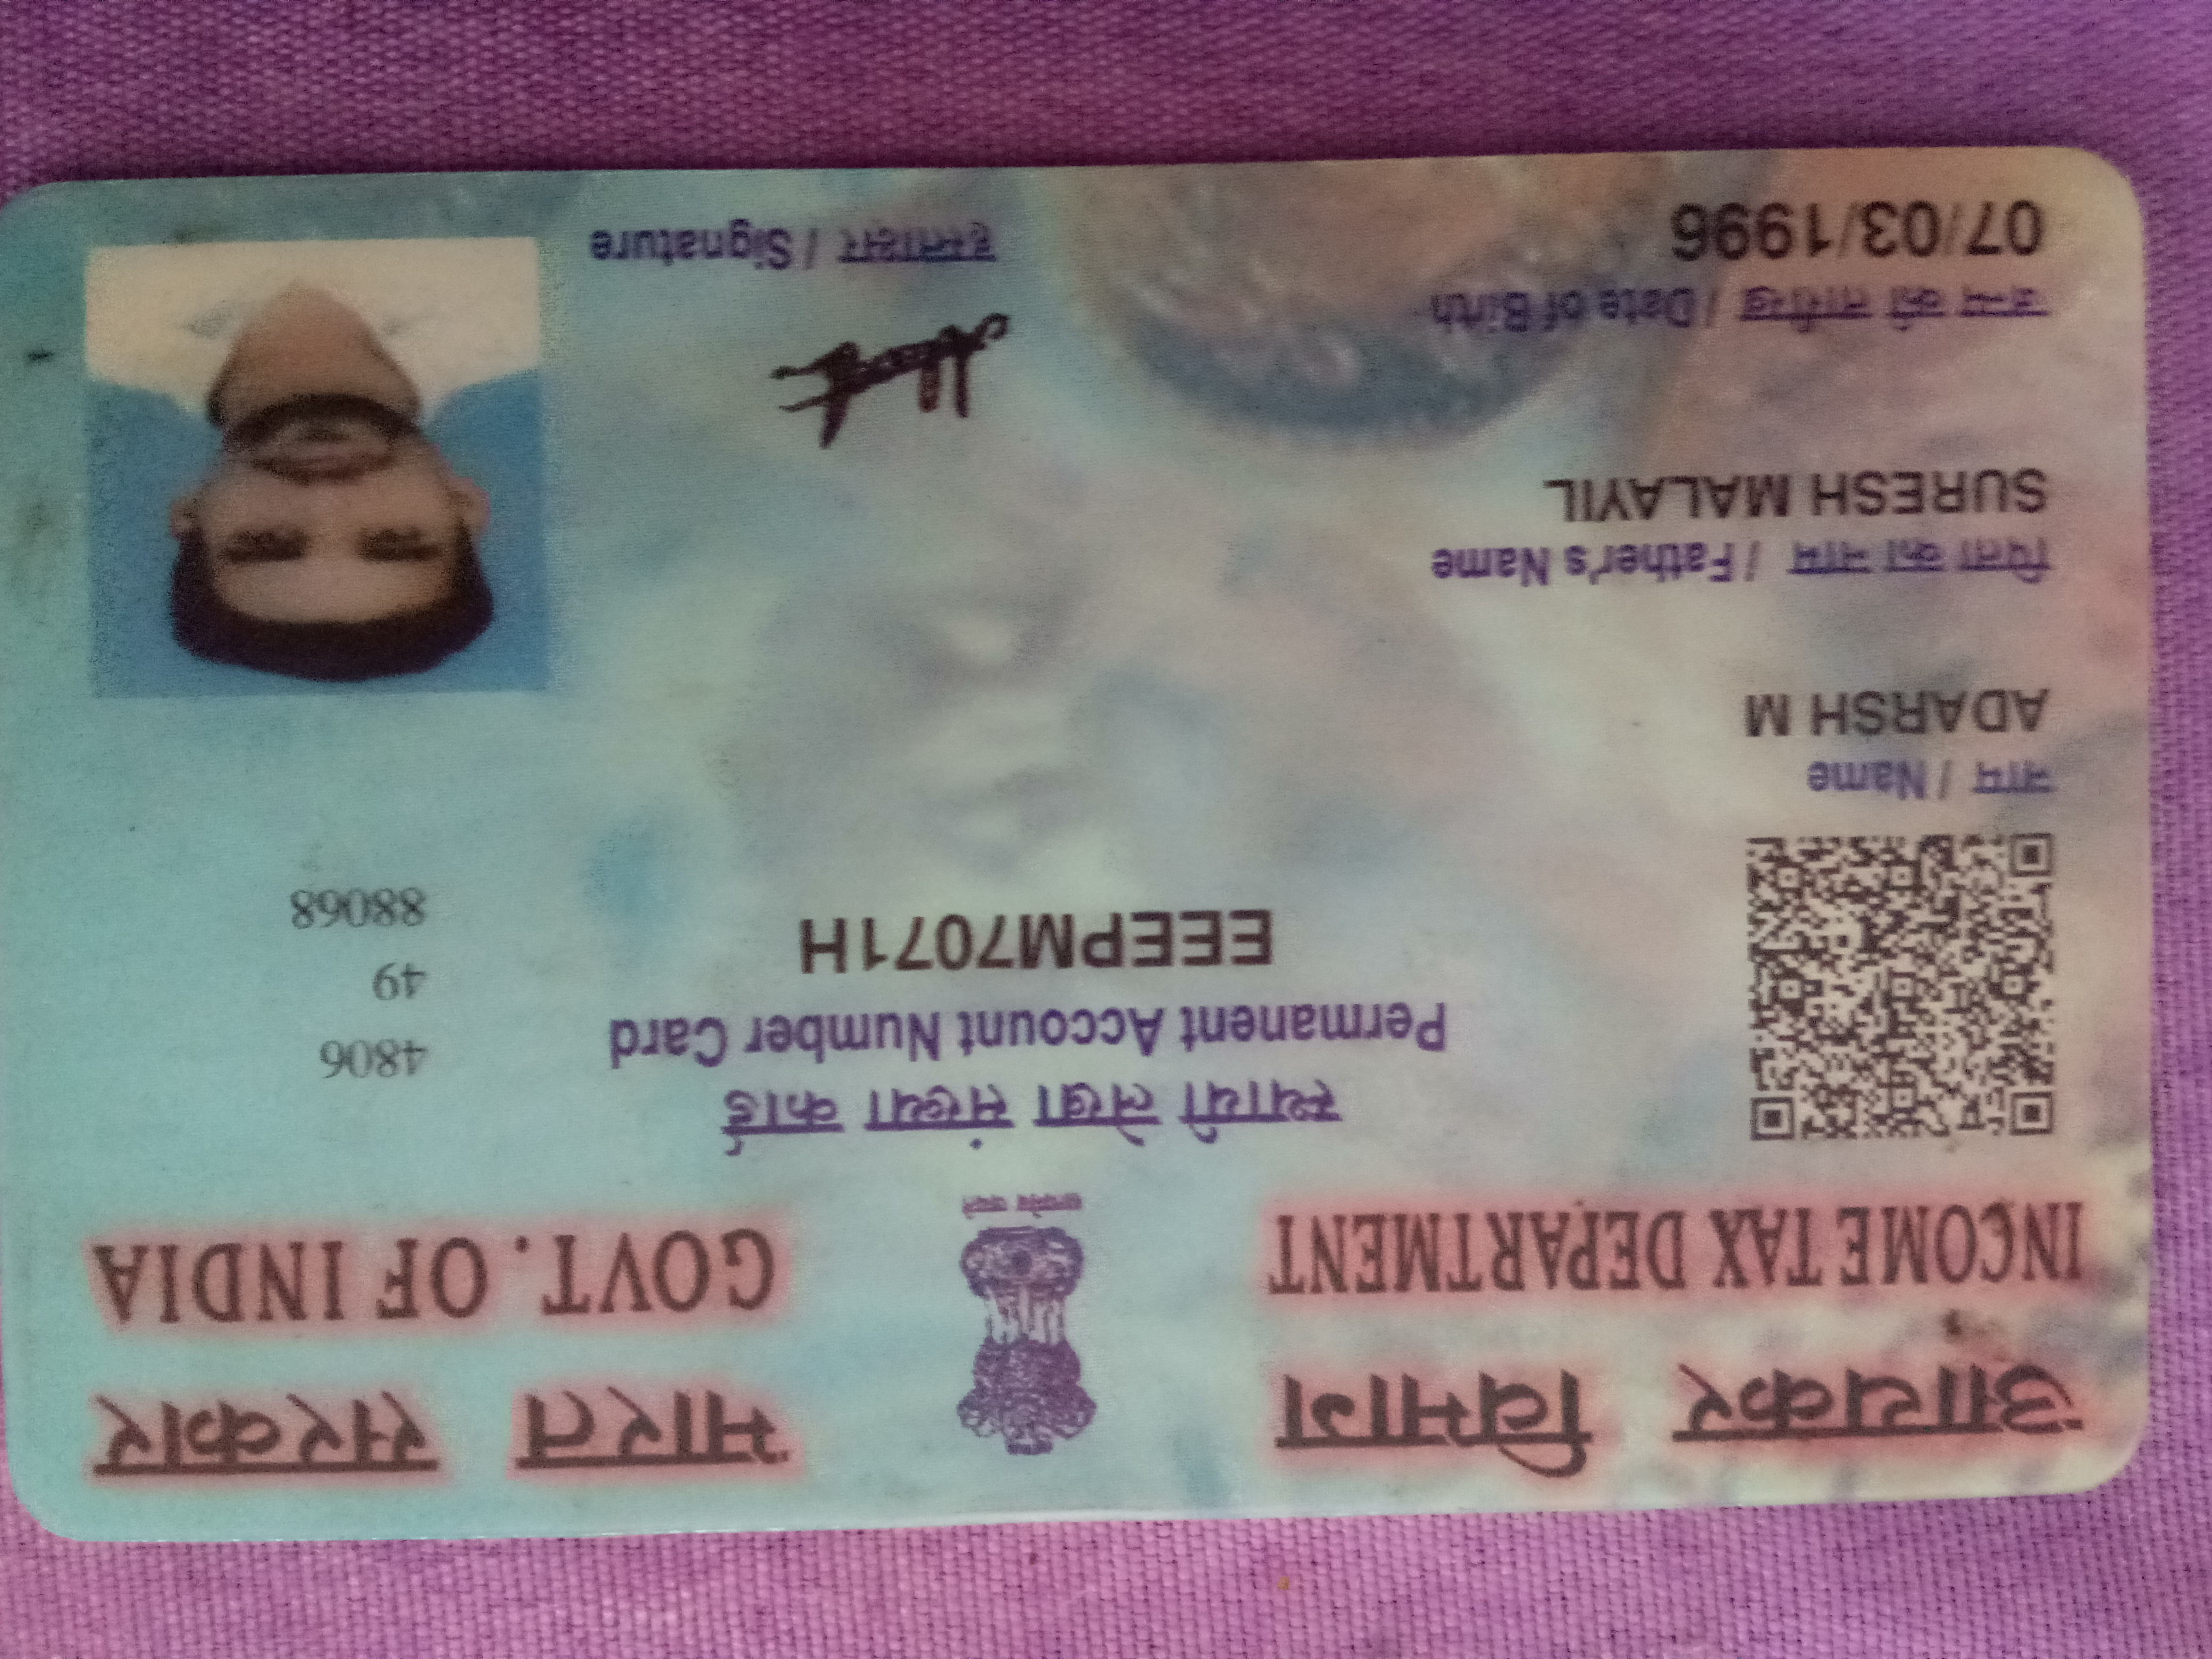 आयकर विभाग
INCOME TAX DEPARTMENT
सत्यमेव जयते
भारत सरकार
GOVT. OF INDIA
स्थायी लेखा संख्या कार्ड
Permanent Account Number Card
EEEPM7071H
4806
49
88068
नाम / Name
ADARSH M
पिता का नाम / Father's Name
SURESH MALAYIL
जन्म की तारीख / Date of Birth
07/03/1996
हस्ताक्षर / Signature